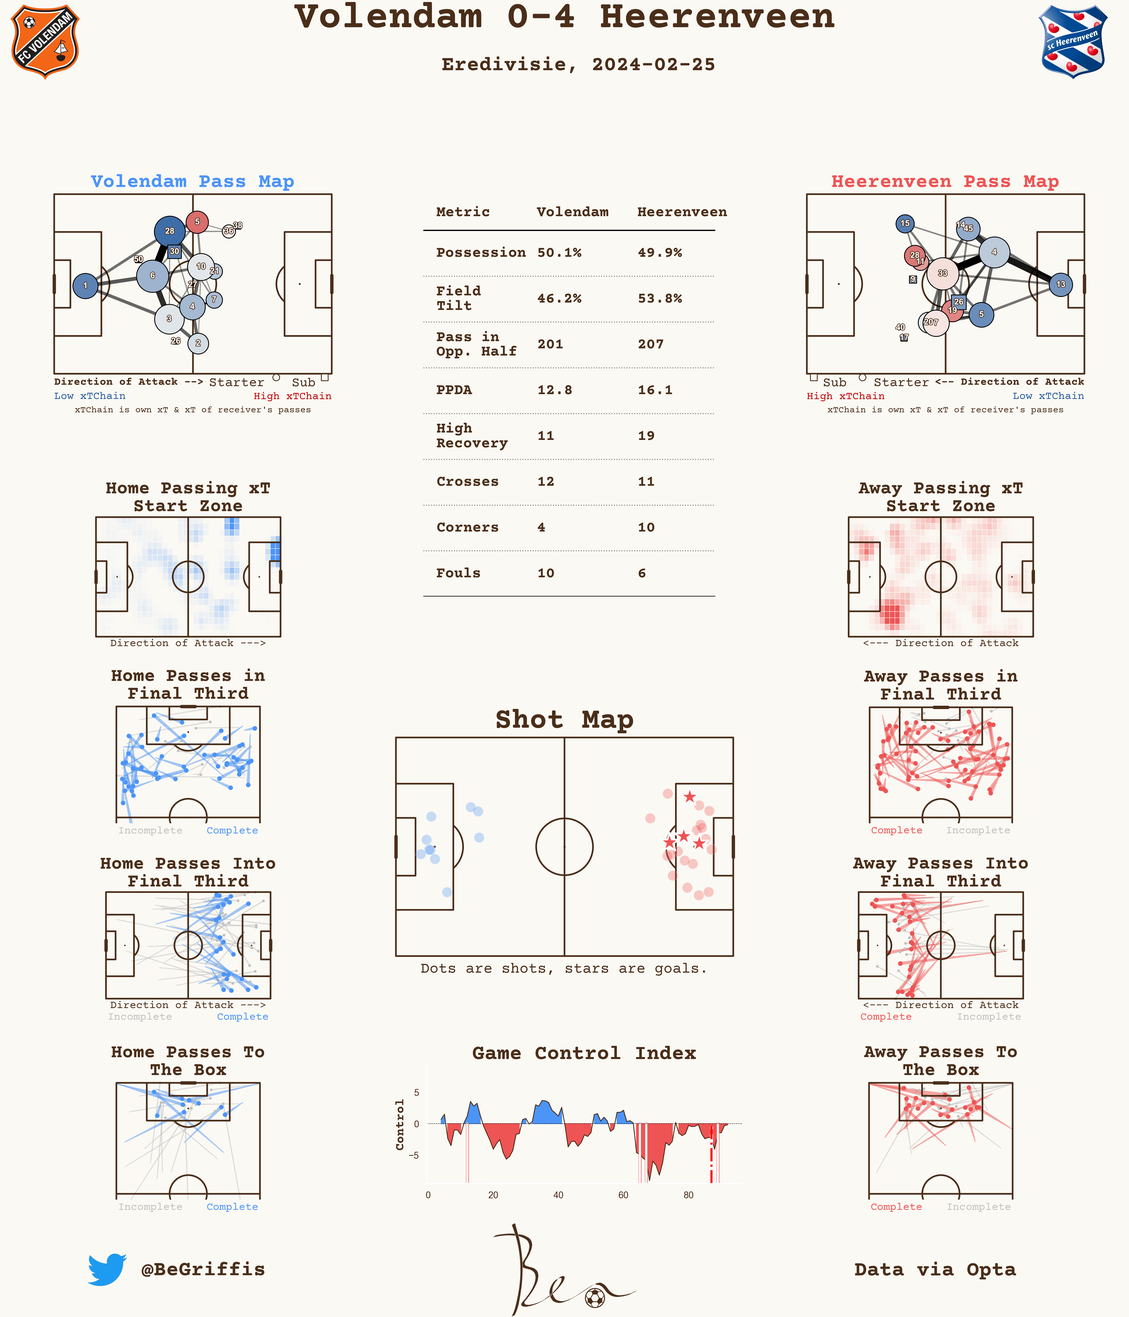 Volendam 0-4 Heerenveen
Eredivisie, 2024-02-25
FC VOLENDAM
sc Heerenveen
Volendam Pass Map
28
5
38
36
30
50
6
10
21
27
1
7
4
3
26
2
Direction of Attack --> Starter Sub
Low xTChain High xTChain
xTChain is own xT & xT of receiver's passes
Metric Volendam Heerenveen
Possession 50.1% 49.9%
Field
Tilt 46.2% 53.8%
Pass in
Opp. Half 201 207
PPDA 12.8 16.1
High
Recovery 11 19
Crosses 12 11
Corners 4 10
Fouls 10 6
Heerenveen Pass Map
15
14
45
4
28
11
33
13
26
19
5
20
7
40
17
Sub Starter <-- Direction of Attack
High xTChain Low xTChain
xTChain is own xT & xT of receiver's passes
Home Passing xT
Start Zone
Direction of Attack --->
Away Passing xT
Start Zone
<--- Direction of Attack
Home Passes in
Final Third
Incomplete Complete
Shot Map
Dots are shots, stars are goals.
Away Passes in
Final Third
Complete Incomplete
Home Passes Into
Final Third
Direction of Attack --->
Incomplete Complete
Away Passes Into
Final Third
<--- Direction of Attack
Complete Incomplete
Home Passes To
The Box
Incomplete Complete
Game Control Index
Control
5
0
−5
0 20 40 60 80
Away Passes To
The Box
Complete Incomplete
@BeGriffis
Ben
Data via Opta